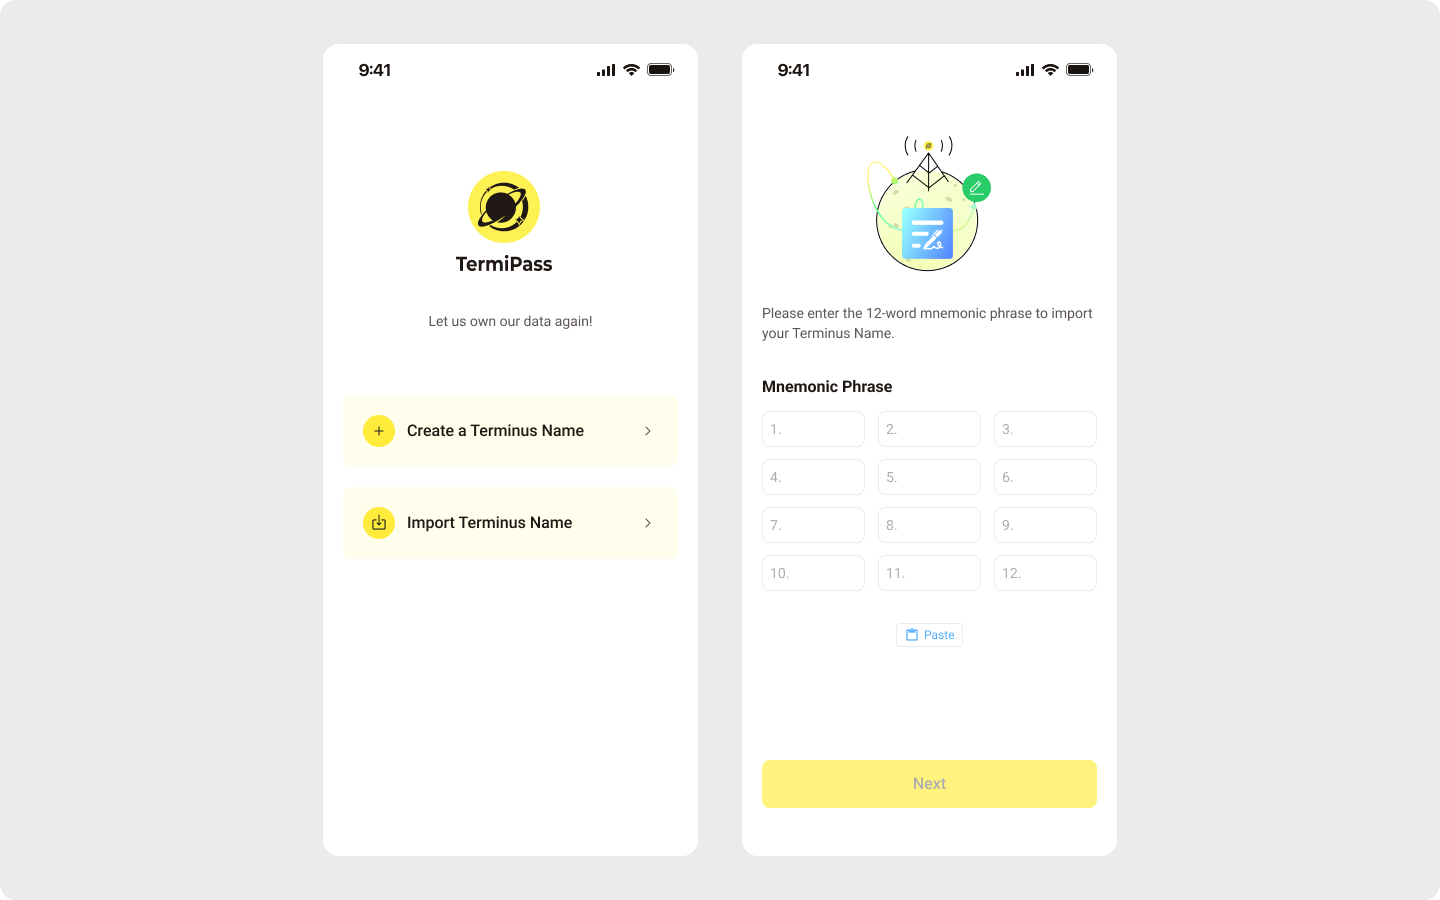 9:41
TermiPass
Let us own our data again!
Create a Terminus Name
Import Terminus Name
9:41
Please enter the 12-word mnemonic phrase to import
your Terminus Name.
Mnemonic Phrase
1. 2. 3.
4. 5. 6.
7. 8. 9.
10. 11. 12.
Paste
Next